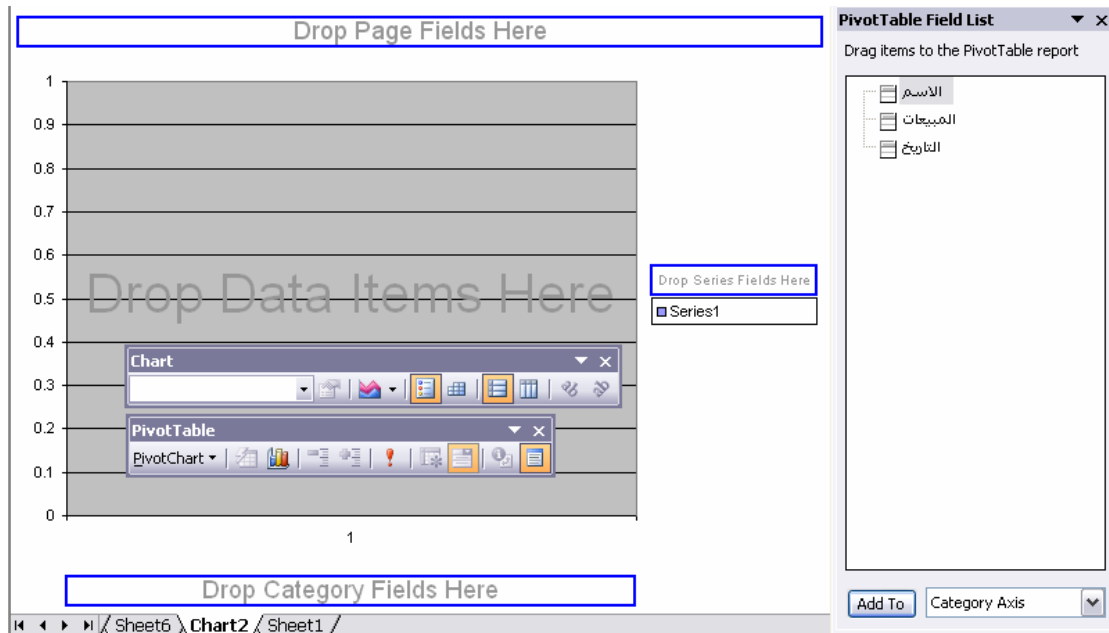 Drop Page Fields Here
PivotTable Field List
Drag items to the PivotTable report
الاسم
المبيعات
التاريخ
1
0.9
0.8
0.7
0.6
0.5
0.4
0.3
0.2
0.1
0
Drop Data Items Here
Drop Series Fields Here
Series1
Chart
PivotTable
PivotChart
1
Drop Category Fields Here
Add To
Category Axis
Sheet6
Chart2
Sheet1